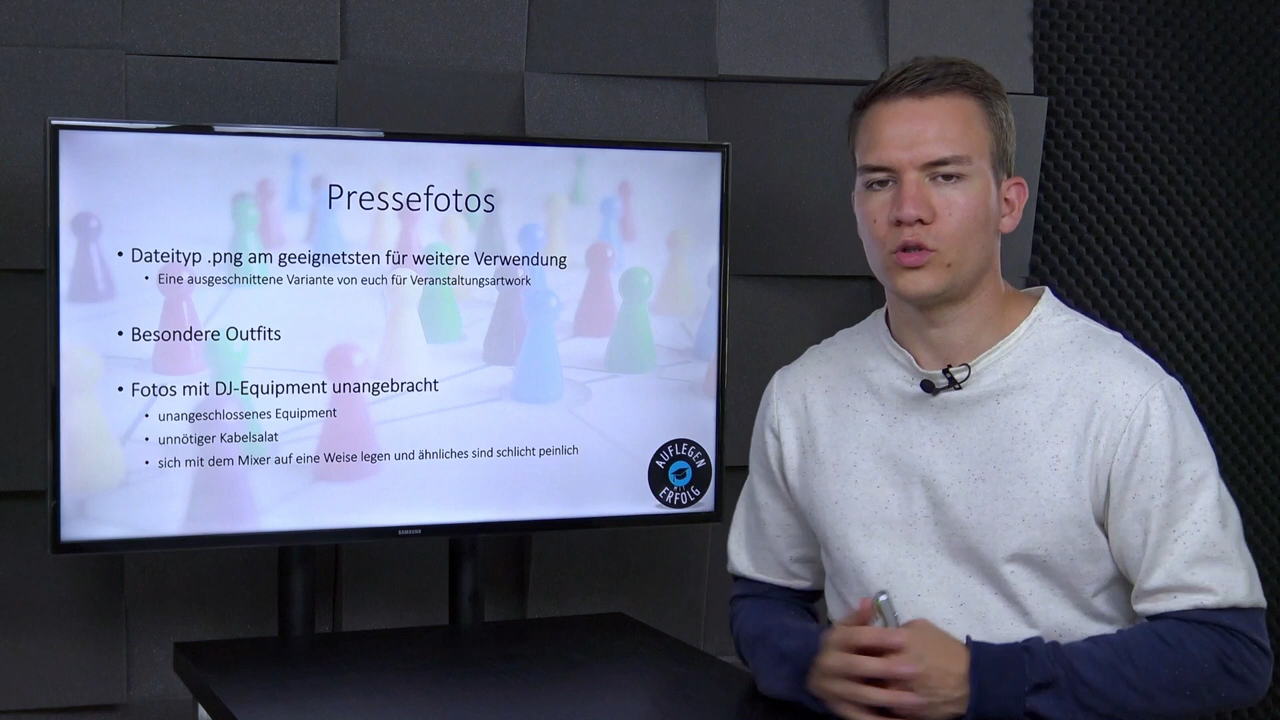 Pressefotos
• Dateityp .png am geeignetsten für weitere Verwendung
• Eine ausgeschnittene Variante von euch für Veranstaltungsartwork
• Besondere Outfits
• Fotos mit DJ-Equipment unangebracht
• unangeschlossenes Equipment
• unnötiger Kabelsalat
• sich mit dem Mixer auf eine Weise legen und ähnliches sind schlicht peinlich
AUFLEGEN
MIT
ERFOLG
SAMSUNG